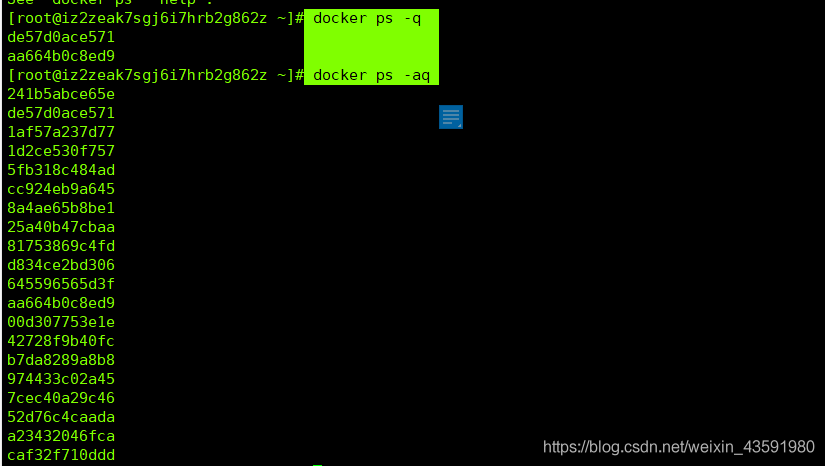 See 'docker ps --help'.
[root@iz2zeak7sgj6i7hrb2g862z ~]# docker ps -q
de57d0ace571
aa664b0c8ed9
[root@iz2zeak7sgj6i7hrb2g862z ~]# docker ps -aq
241b5abce65e
de57d0ace571
1af57a237d77
1d2ce530f757
5fb318c484ad
cc924eb9a645
8a4ae65b8be1
25a40b47cbaa
81753869c4fd
d834ce2bd306
645596565d3f
aa664b0c8ed9
00d307753e1e
42728f9b40fc
b7da8289a8b8
974433c02a45
7cec40a29c46
52d76c4caada
a23432046fca
caf32f710ddd
https://blog.csdn.net/weixin_43591980